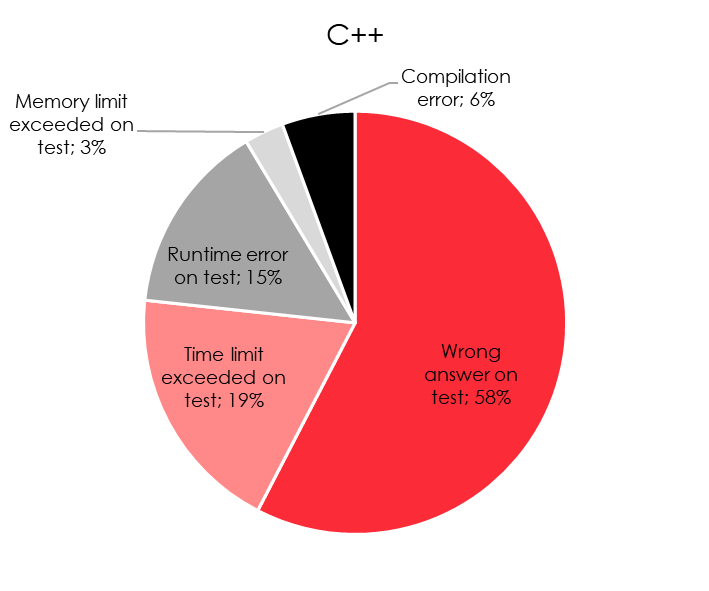 C++
Compilation
error; 6%
Memory limit
exceeded on
test; 3%
Runtime error
on test; 15%
Time limit
exceeded on
test; 19%
Wrong
answer on
test; 58%